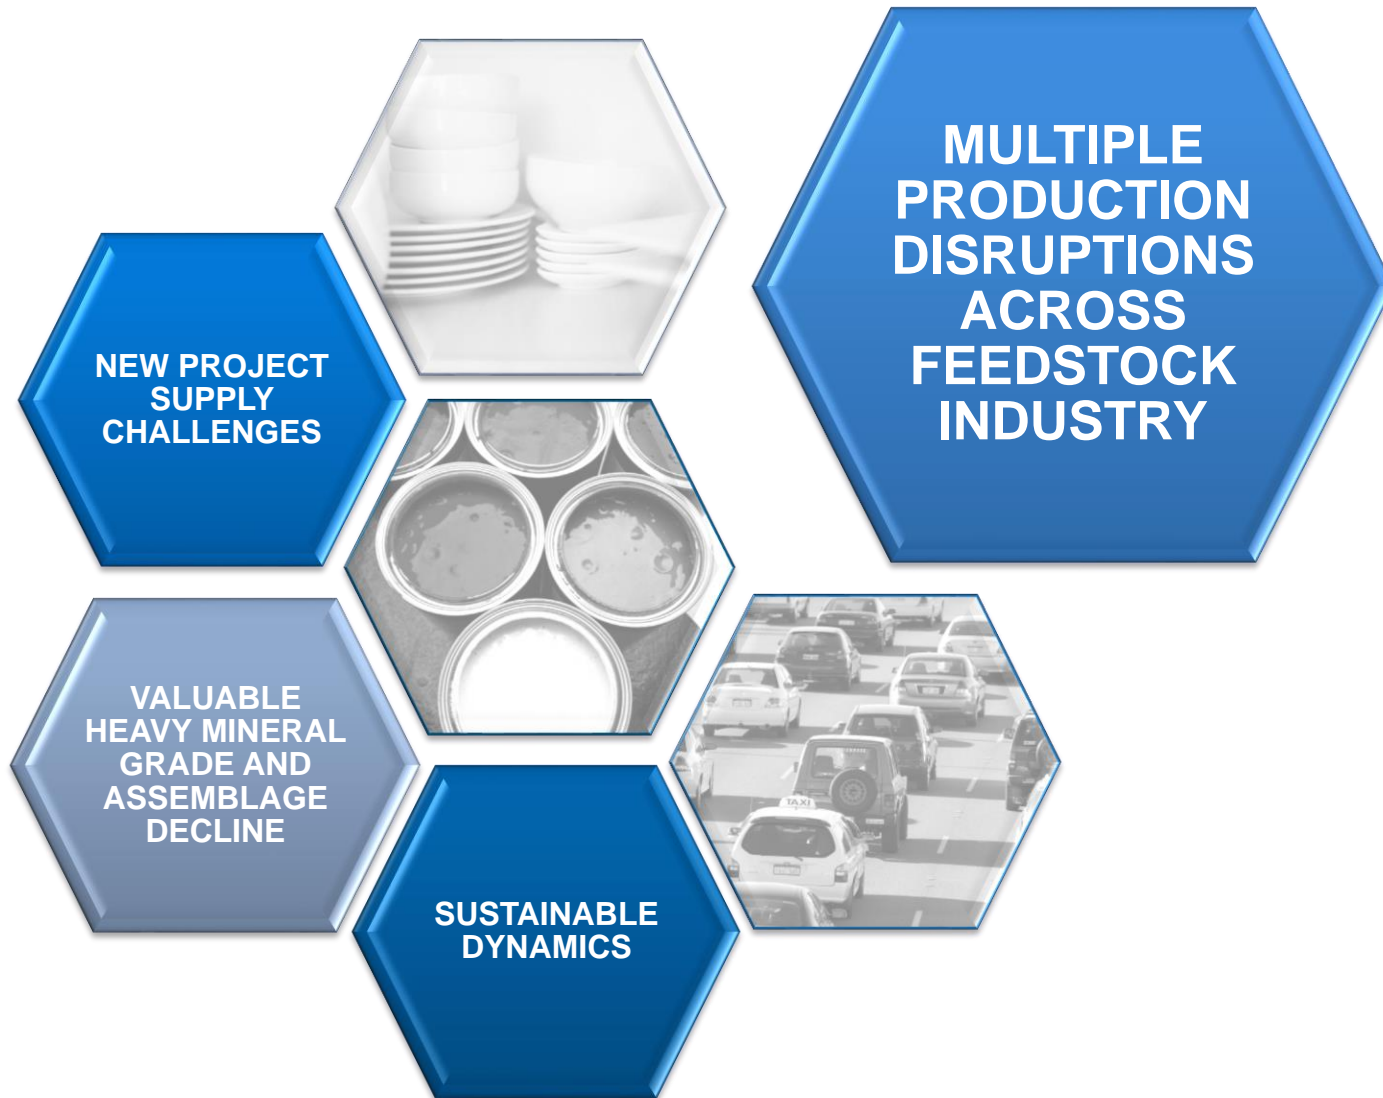 MULTIPLE
PRODUCTION
DISRUPTIONS
ACROSS
FEEDSTOCK
INDUSTRY
NEW PROJECT
SUPPLY
CHALLENGES
VALUABLE
HEAVY MINERAL
GRADE AND
ASSEMBLAGE
DECLINE
TAXI
SUSTAINABLE
DYNAMICS